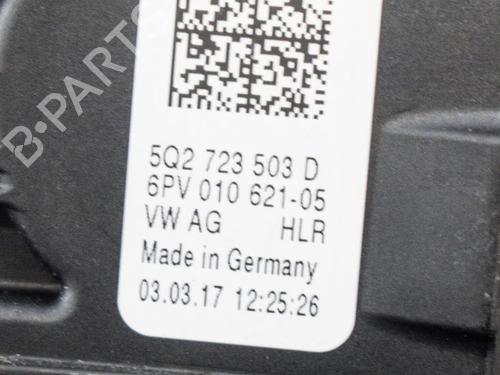 B-PARTS
5Q2 723 503 D
6PV 010 621-05
VW AG HLR
Made in Germany
03.03.17 12:25:26